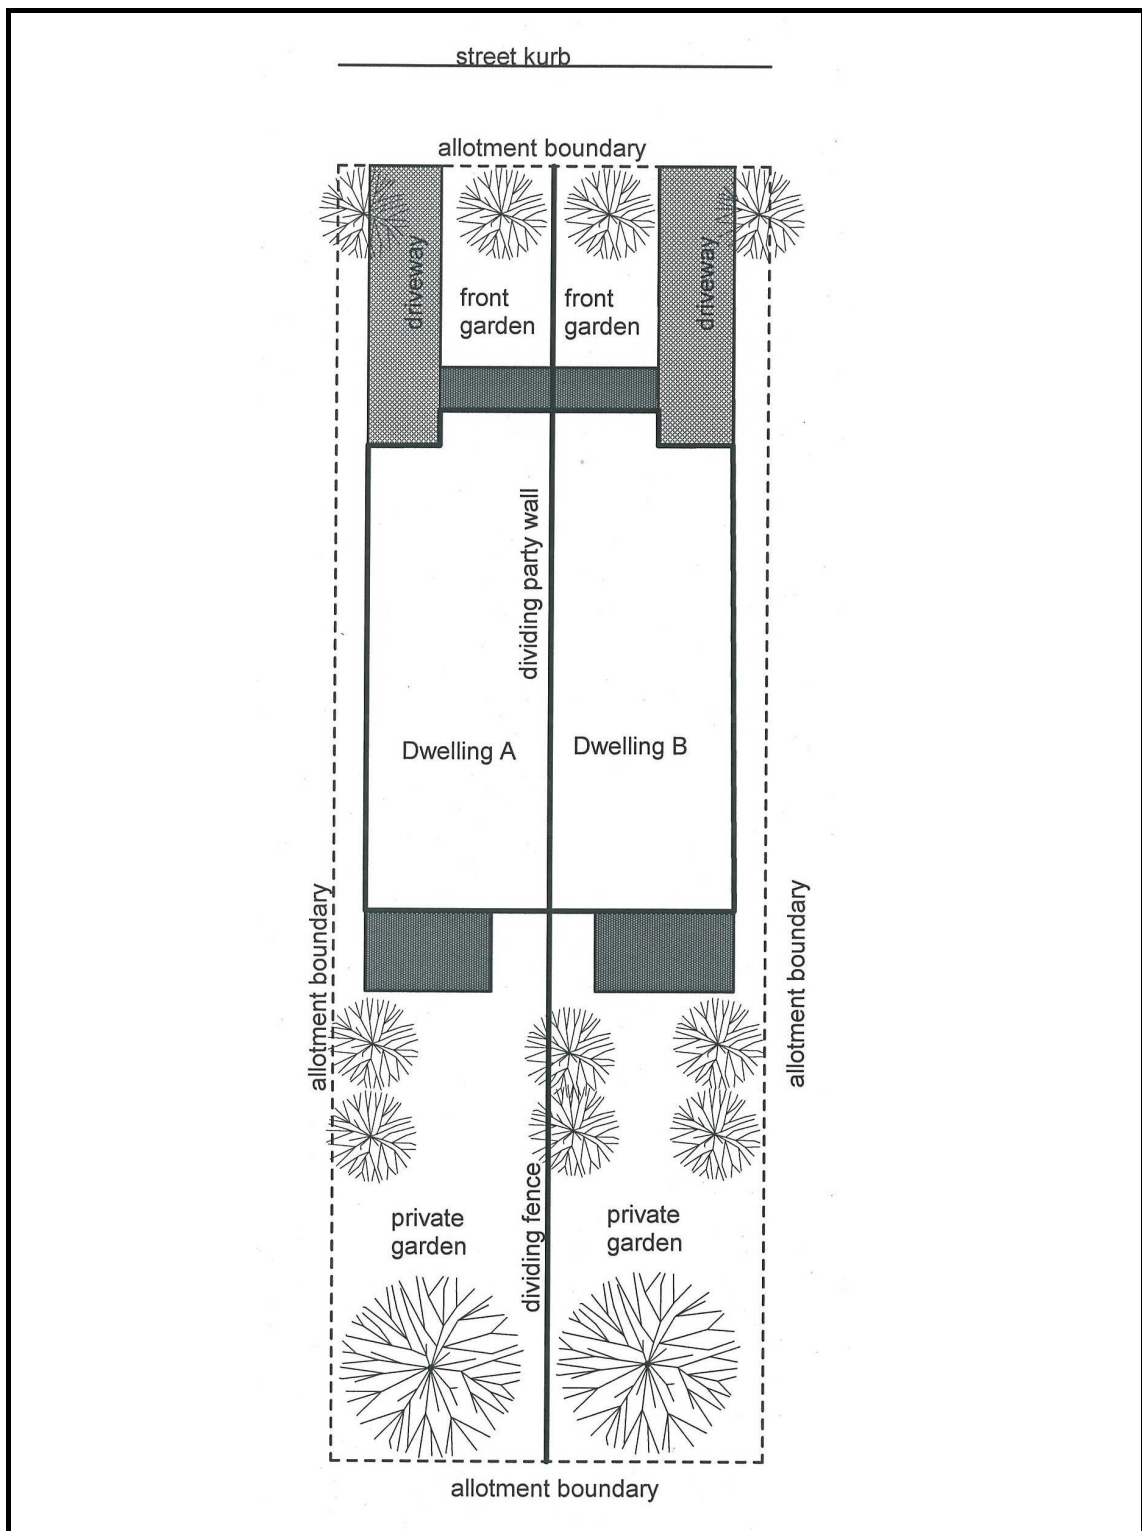 street kurb
allotment boundary
driveway
front
garden
front
garden
driveway
dividing party wall
Dwelling A
Dwelling B
allotment boundary
allotment boundary
private
garden
dividing fence
private
garden
allotment boundary